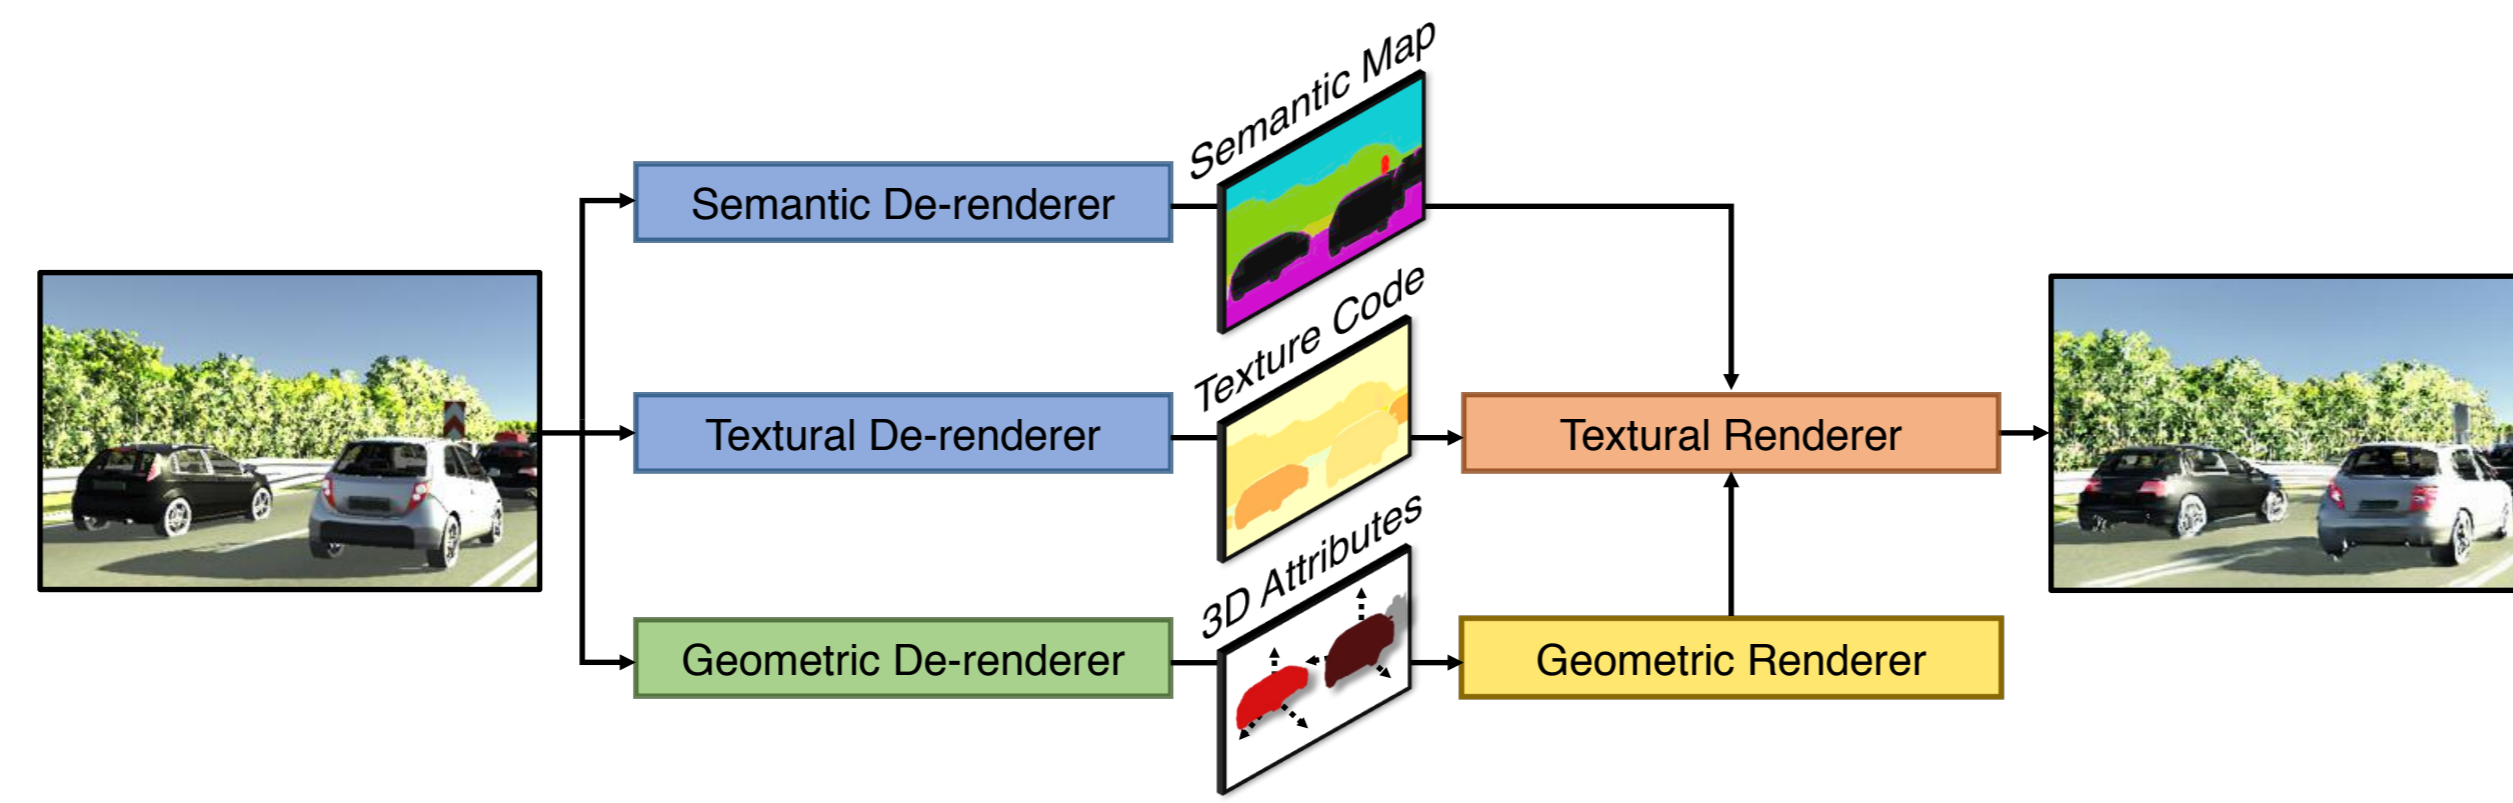 Semantic Map
Semantic De-renderer
Texture Code
Textural De-renderer
Textural Renderer
3D Attributes
Geometric De-renderer
Geometric Renderer